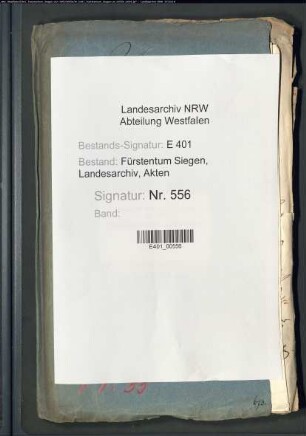 Landesarchiv NRW
Abteilung Westfalen
Bestands-Signatur: E 401
Bestand: Fürstentum Siegen,
Landesarchiv, Akten
Signatur: Nr. 556
Band:
E401_00556